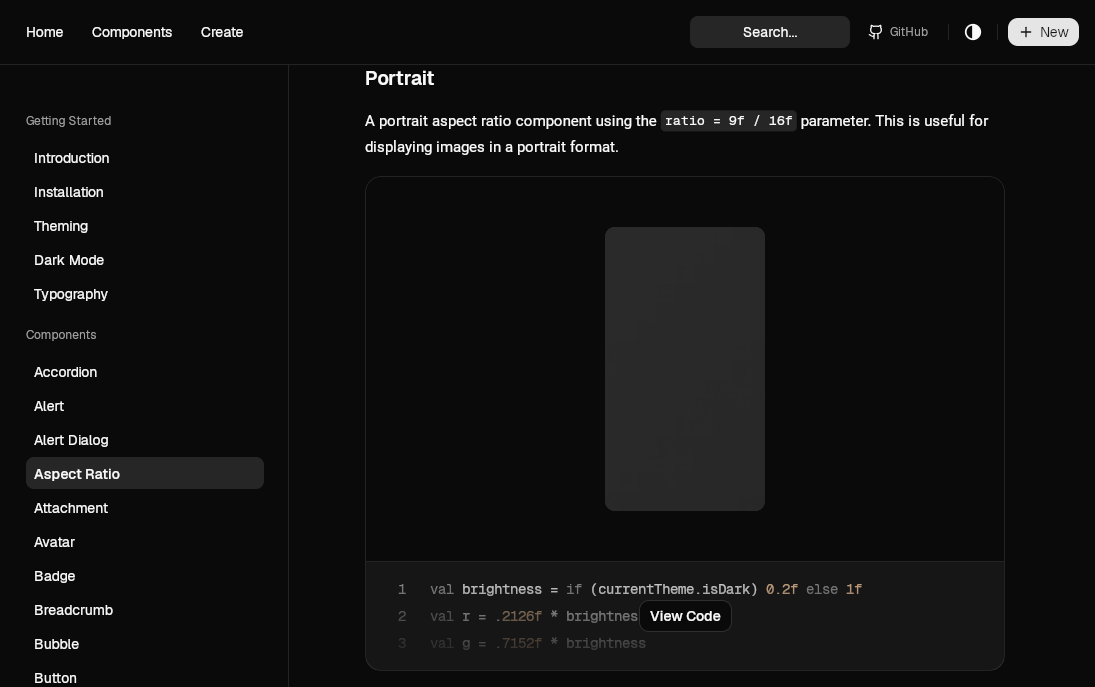 Home Components Create Search... GitHub New
Portrait
A portrait aspect ratio component using the ratio = 9f / 16f parameter. This is useful for
displaying images in a portrait format.
Getting Started
Introduction
Installation
Theming
Dark Mode
Typography
Components
Accordion
Alert
Alert Dialog
Aspect Ratio
Attachment
Avatar
Badge
Breadcrumb
Bubble
Button
1 val brightness = if (currentTheme.isDark) 0.2f else 1f
2 val r = .2126f * brightnes
View Code
3 val g = .7152f * brightness